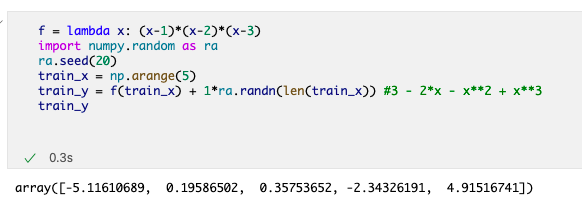 f = lambda x: (x-1)*(x-2)*(x-3)
import numpy.random as ra
ra.seed(20)
train_x = np.arange(5)
train_y = f(train_x) + 1*ra.randn(len(train_x)) #3 - 2*x - x**2 + x**3
train_y
0.3s
array([-5.11610689, 0.19586502, 0.35753652, -2.34326191, 4.91516741])